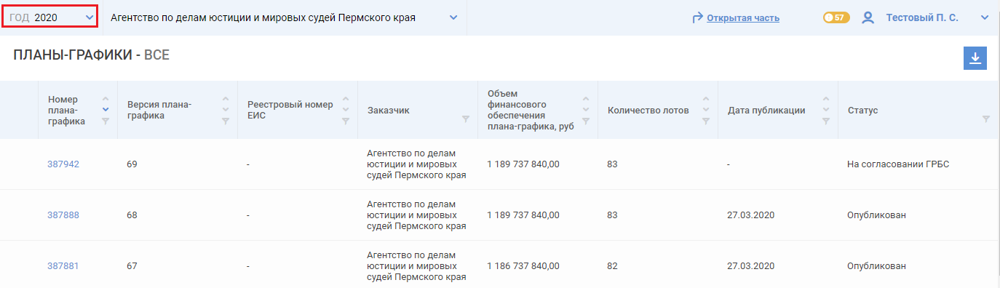 ГОД 2020 Агентство по делам юстиции и мировых судей Пермского края Открытая часть 57 Тестовый П. С.
ПЛАНЫ-ГРАФИКИ - ВСЕ
Номер
плана-
графика
Версия плана-
графика
Реестровый номер
ЕИС
Заказчик
Объем
финансового
обеспечения
плана-графика, руб
Количество лотов
Дата публикации
Статус
387942
69
-
Агентство по делам
юстиции и мировых
судей Пермского края
1 189 737 840,00
83
-
На согласовании ГРБС
387888
68
-
Агентство по делам
юстиции и мировых
судей Пермского края
1 189 737 840,00
83
27.03.2020
Опубликован
387881
67
-
Агентство по делам
юстиции и мировых
судей Пермского края
1 186 737 840,00
82
27.03.2020
Опубликован